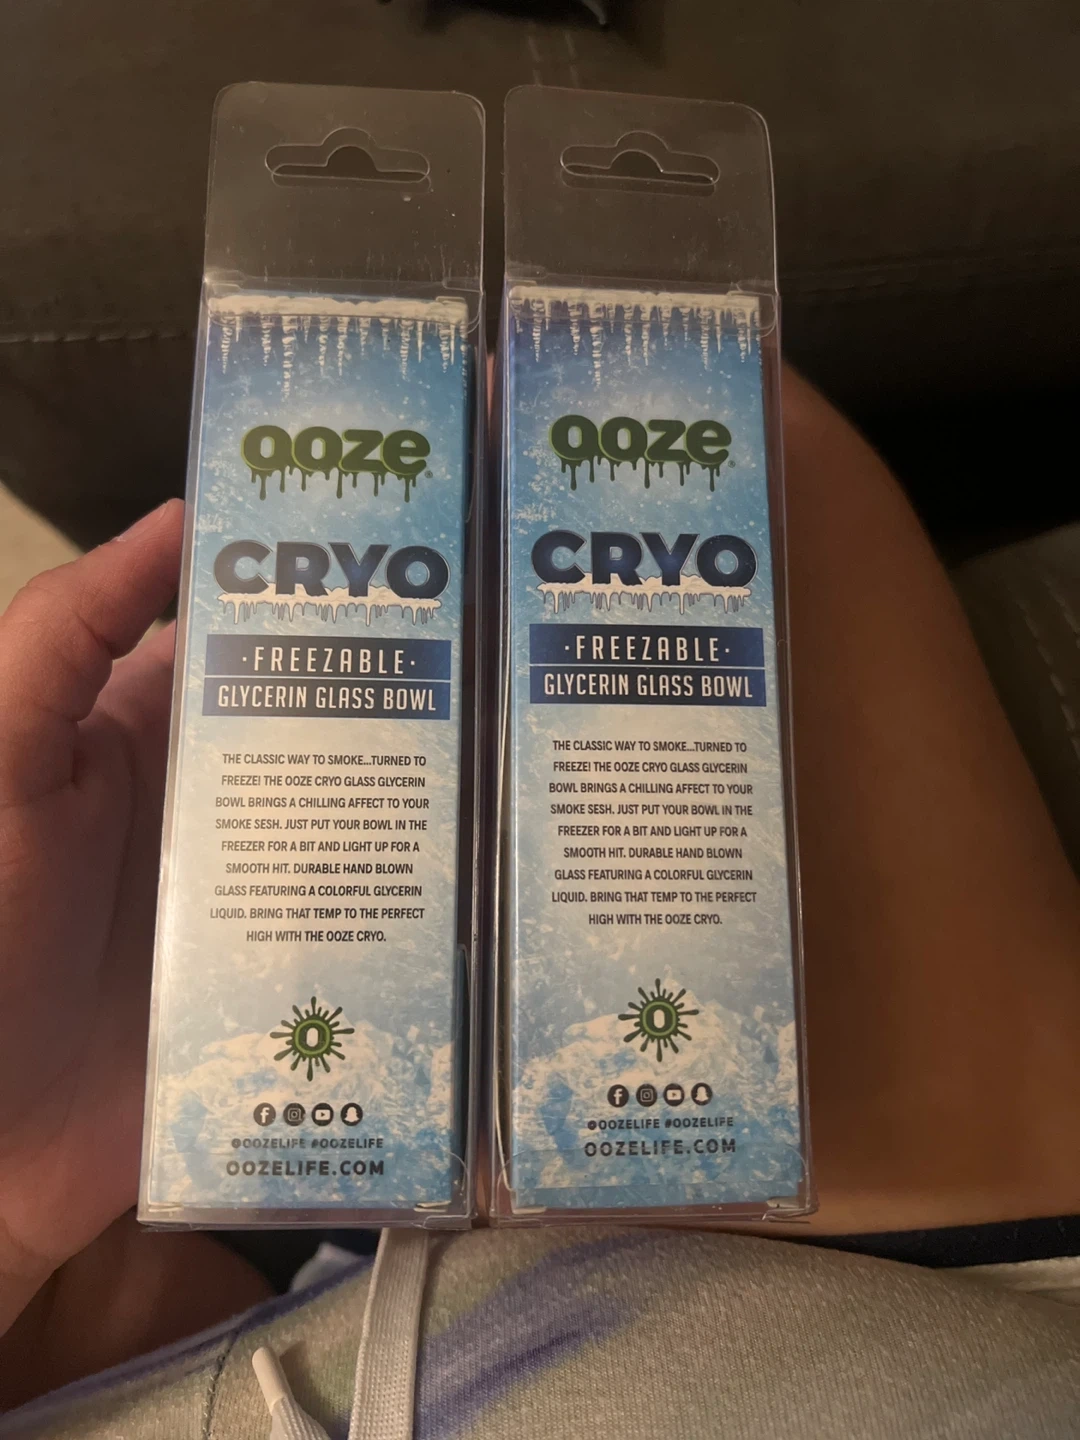 OOZE
CRYO
·FREEZABLE·
GLYCERIN GLASS BOWL
THE CLASSIC WAY TO SMOKE...TURNED TO
FREEZE! THE OOZE CRYO GLASS GLYCERIN
BOWL BRINGS A CHILLING AFFECT TO YOUR
SMOKE SESH. JUST PUT YOUR BOWL IN THE
FREEZER FOR A BIT AND LIGHT UP FOR A
SMOOTH HIT. DURABLE HAND BLOWN
GLASS FEATURING A COLORFUL GLYCERIN
LIQUID. BRING THAT TEMP TO THE PERFECT
HIGH WITH THE OOZE CRYO.
O
@OOZELIFE #OOZELIFE
OOZELIFE.COM
OOZE
CRYO
·FREEZABLE·
GLYCERIN GLASS BOWL
THE CLASSIC WAY TO SMOKE...TURNED TO
FREEZE! THE OOZE CRYO GLASS GLYCERIN
BOWL BRINGS A CHILLING AFFECT TO YOUR
SMOKE SESH. JUST PUT YOUR BOWL IN THE
FREEZER FOR A BIT AND LIGHT UP FOR A
SMOOTH HIT. DURABLE HAND BLOWN
GLASS FEATURING A COLORFUL GLYCERIN
LIQUID. BRING THAT TEMP TO THE PERFECT
HIGH WITH THE OOZE CRYO.
O
@OOZELIFE #OOZELIFE
OOZELIFE.COM